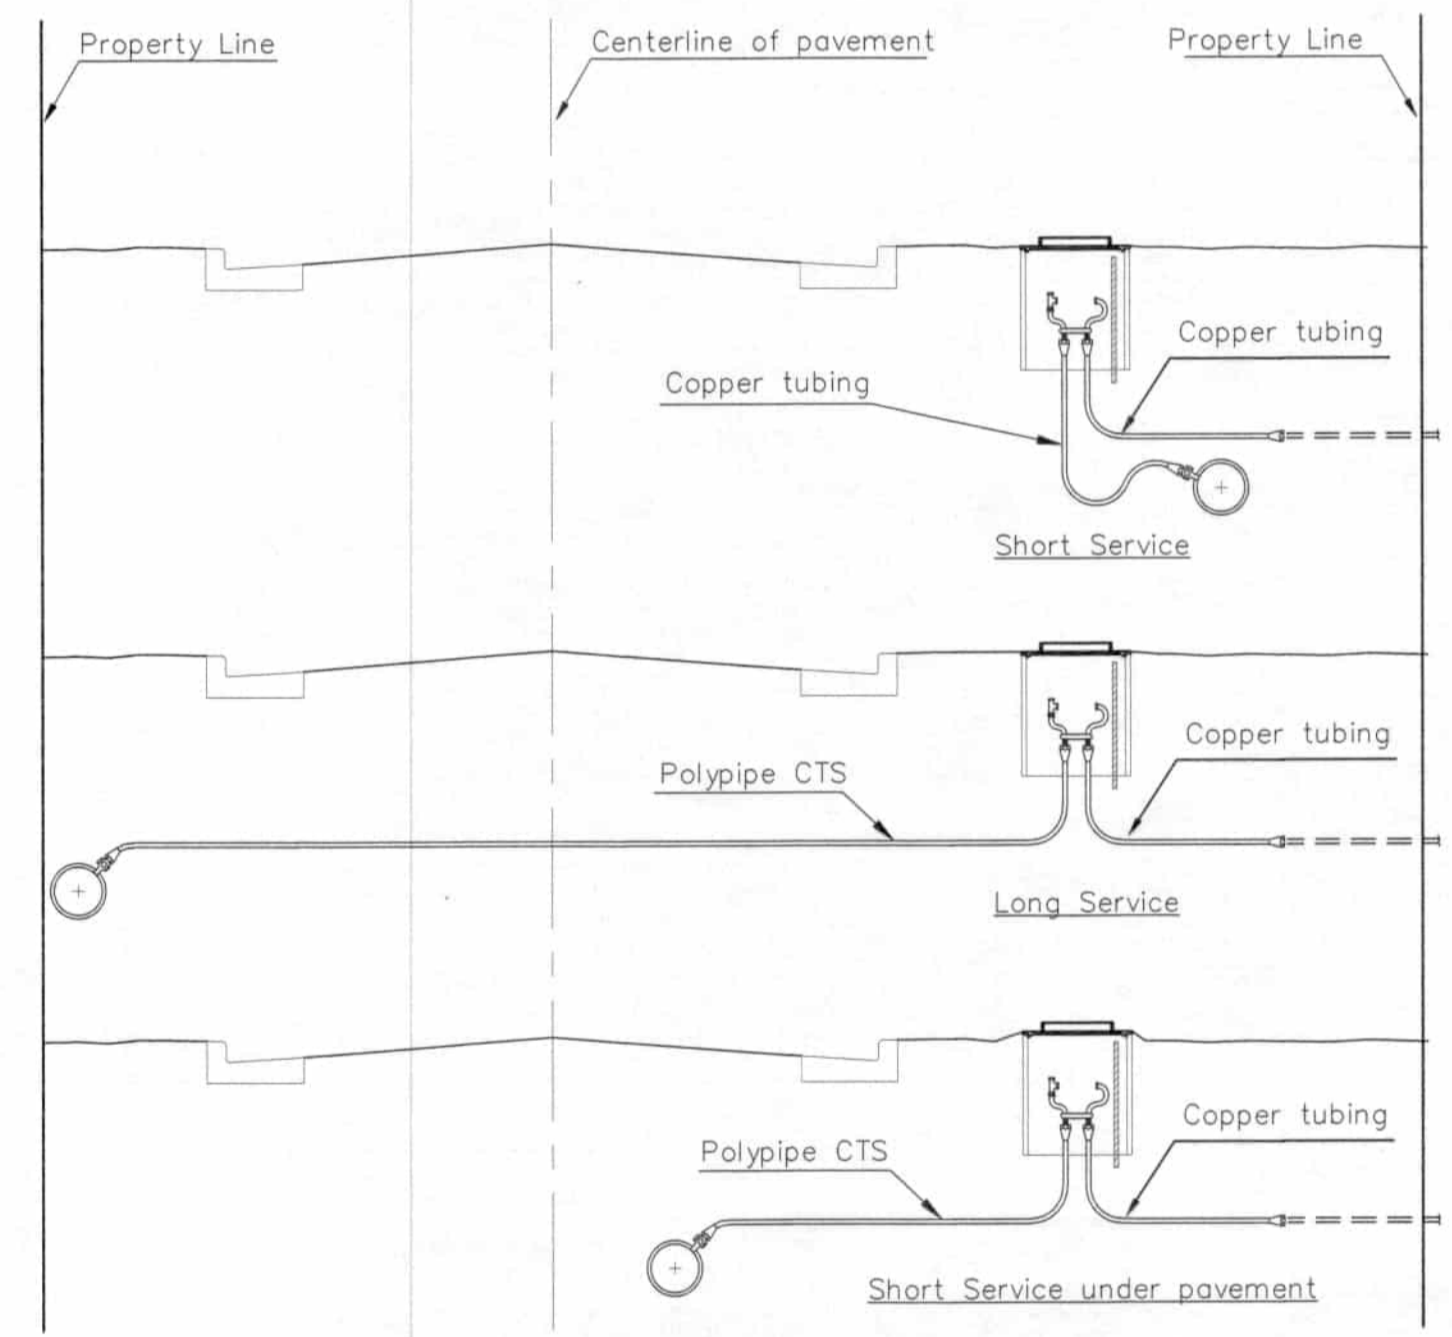 Property Line
Centerline of pavement
Property Line
Copper tubing
Copper tubing
Short Service
Copper tubing
Polypipe CTS
Long Service
Copper tubing
Polypipe CTS
Short Service under pavement